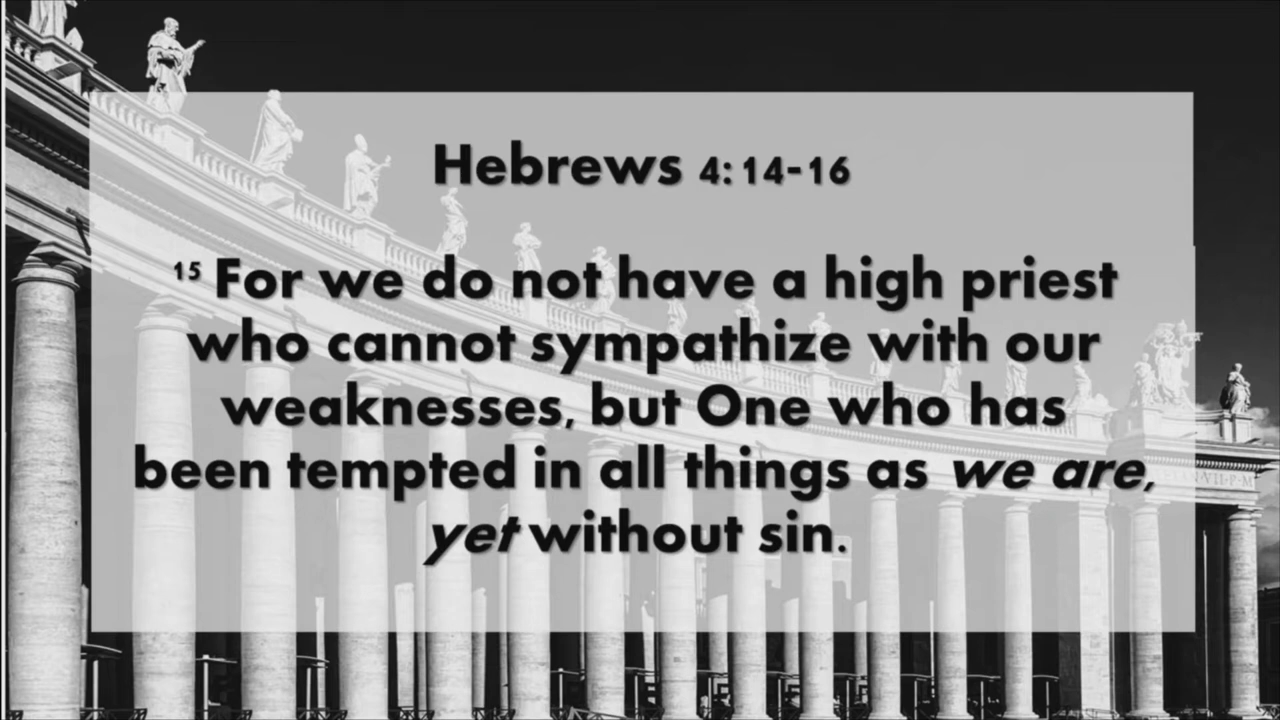 Hebrews 4:14-16
15 For we do not have a high priest
who cannot sympathize with our
weaknesses, but One who has
been tempted in all things as we are,
yet without sin.